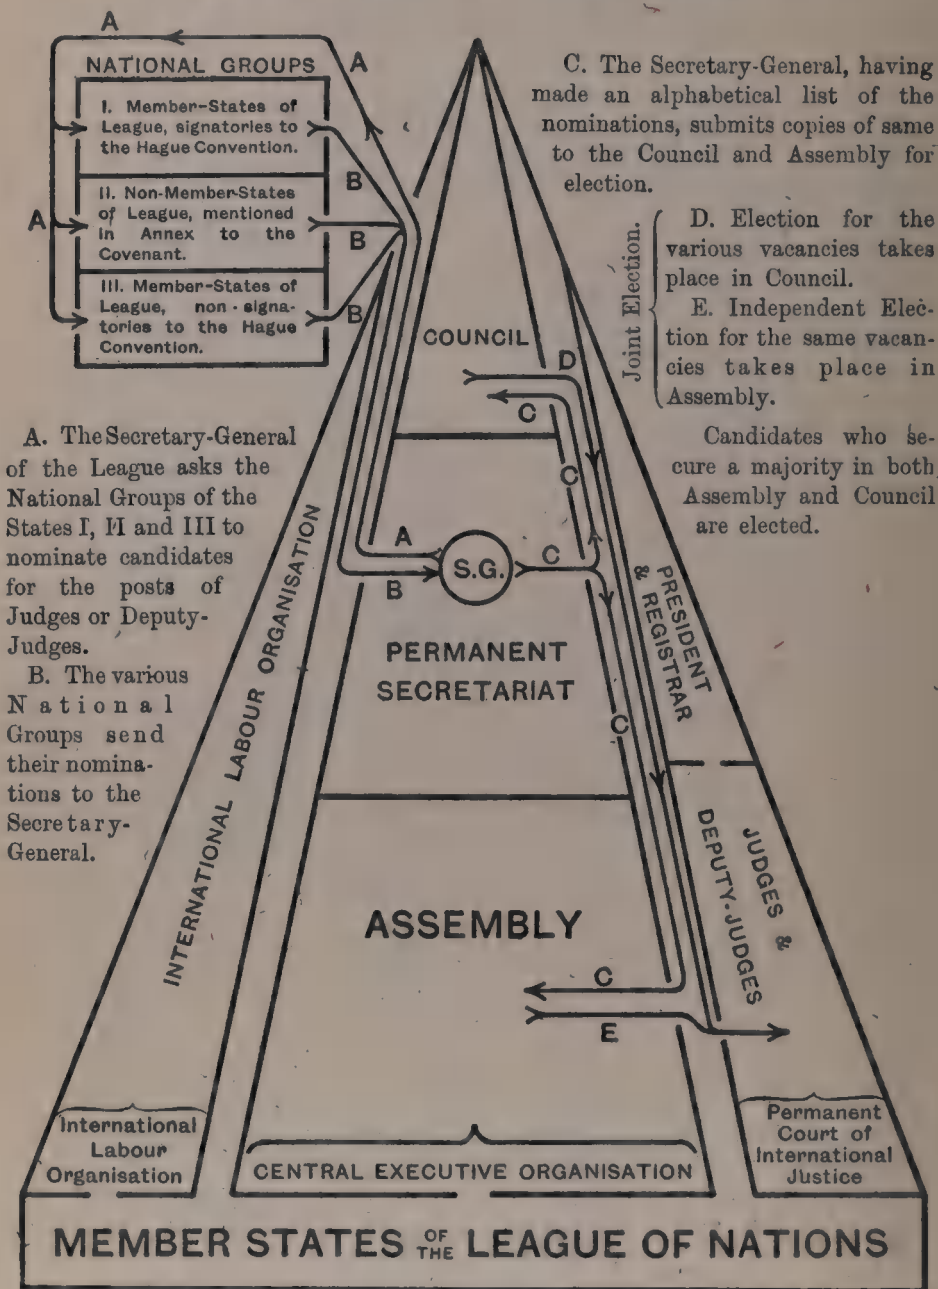 A
A
NATIONAL GROUPS
I. Member-States of
League, signatories to
the Hague Convention.
II. Non-Member-States
of League, mentioned
in Annex to the
Covenant.
III. Member-States of
League, non-signa-
tories to the Hague
Convention.
A
B
B
B
C. The Secretary-General, having
made an alphabetical list of the
nominations, submits copies of same
to the Council and Assembly for
election.
Joint Election.
D. Election for the
various vacancies takes
place in Council.
E. Independent Elec-
tion for the same vacan-
cies takes place in
Assembly.
Candidates who se-
cure a majority in both
Assembly and Council
are elected.
A. The Secretary-General
of the League asks the
National Groups of the
States I, II and III to
nominate candidates
for the posts of
Judges or Deputy-
Judges.
B. The various
National
Groups send
their nomina-
tions to the
Secretary-
General.
COUNCIL
D
C
C
A
B
S.G.
C
PERMANENT
SECRETARIAT
C
INTERNATIONAL LABOUR ORGANISATION
PRESIDENT
& REGISTRAR
JUDGES &
DEPUTY-JUDGES
ASSEMBLY
C
E
International
Labour
Organisation
CENTRAL EXECUTIVE ORGANISATION
Permanent
Court of
International
Justice
MEMBER STATES OF THE LEAGUE OF NATIONS